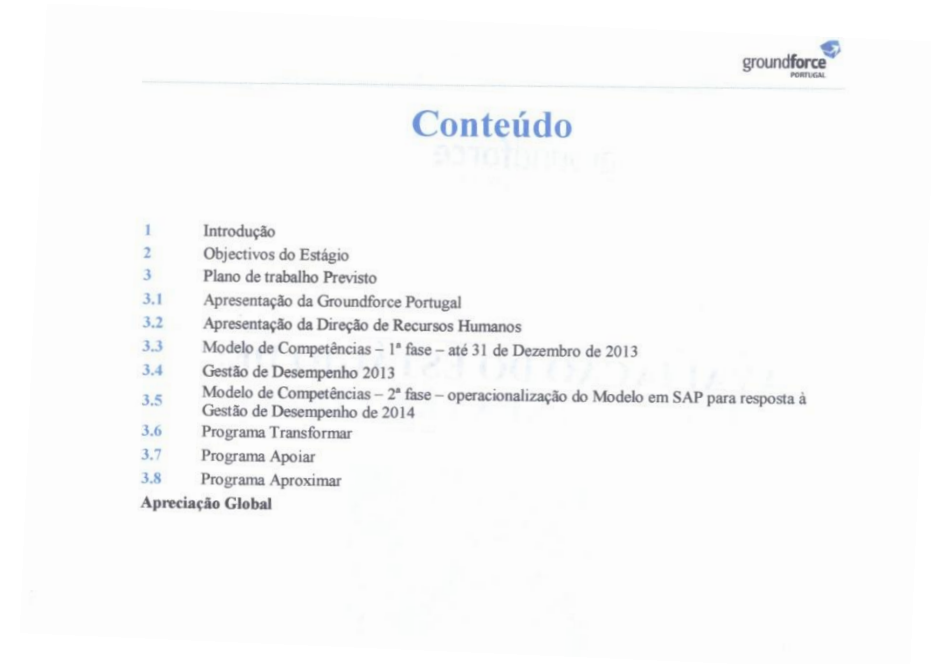 groundforce
PORTUGAL
Conteúdo
1 Introdução
2 Objectivos do Estágio
3 Plano de trabalho Previsto
3.1 Apresentação da Groundforce Portugal
3.2 Apresentação da Direção de Recursos Humanos
3.3 Modelo de Competências – 1ª fase – até 31 de Dezembro de 2013
3.4 Gestão de Desempenho 2013
3.5 Modelo de Competências – 2ª fase – operacionalização do Modelo em SAP para resposta à
Gestão de Desempenho de 2014
3.6 Programa Transformar
3.7 Programa Apoiar
3.8 Programa Aproximar
Apreciação Global